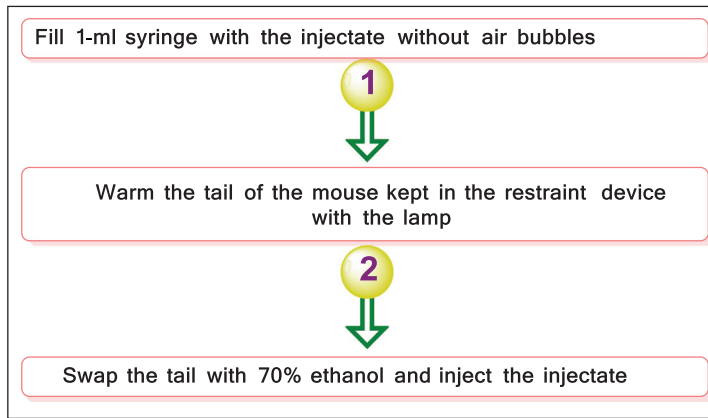 Fill 1-ml syringe with the injectate without air bubbles
1
Warm the tail of the mouse kept in the restraint device
with the lamp
2
Swap the tail with 70% ethanol and inject the injectate